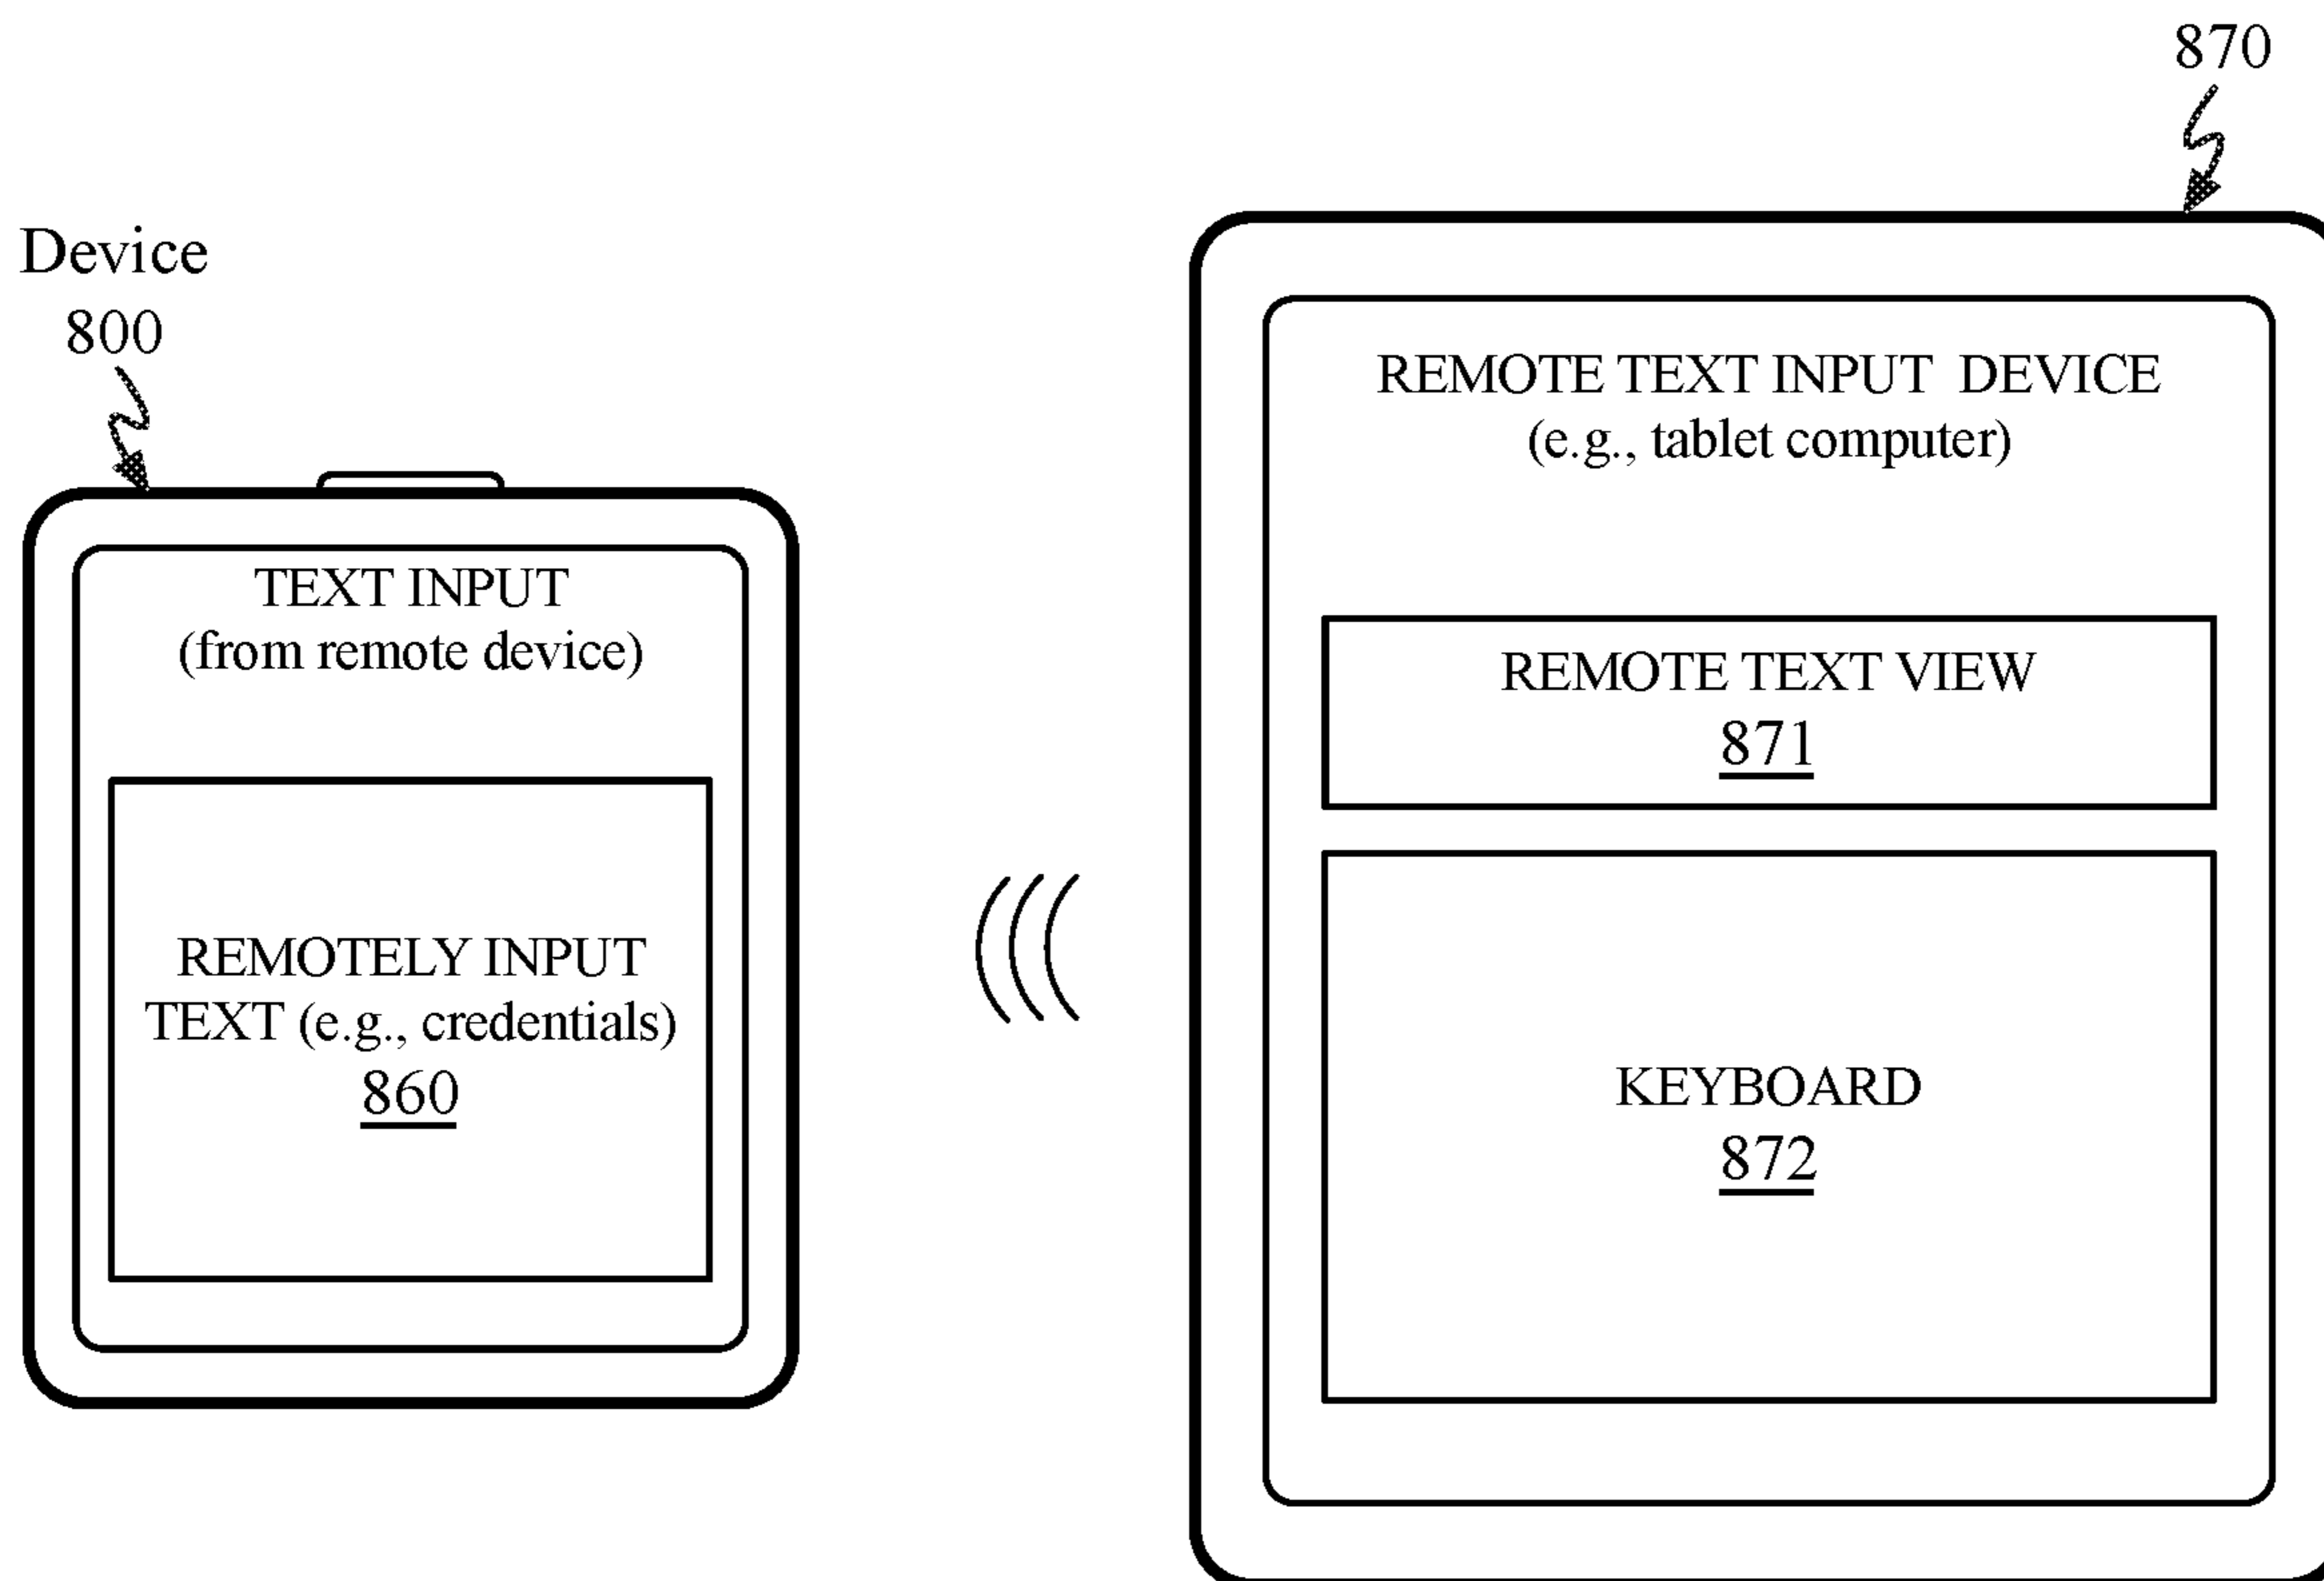 Device
800
TEXT INPUT
(from remote device)
REMOTELY INPUT
TEXT (e.g., credentials)
860
870
REMOTE TEXT INPUT DEVICE
(e.g., tablet computer)
REMOTE TEXT VIEW
871
KEYBOARD
872